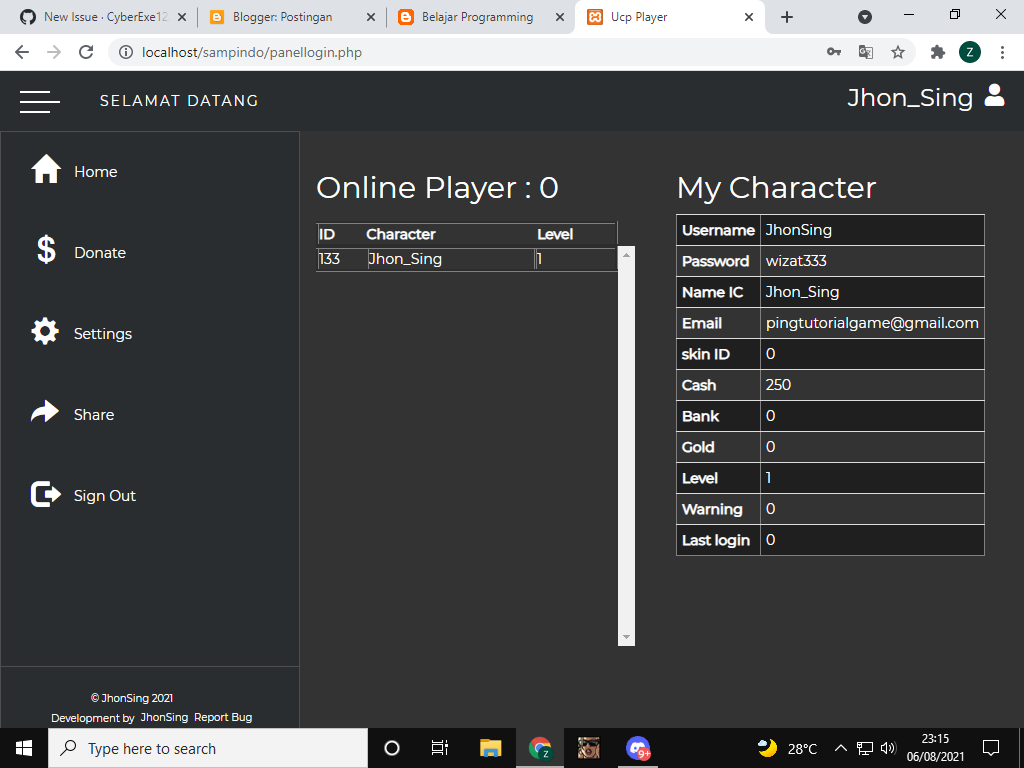 New Issue · CyberExe12
Blogger: Postingan
Belajar Programming
Ucp Player
localhost/sampindo/panellogin.php
Z
SELAMAT DATANG
Jhon_Sing
Home
Donate
Settings
Share
Sign Out
© JhonSing 2021
Development by JhonSing Report Bug
Online Player : 0
ID Character Level
133 Jhon_Sing 1
My Character
Username JhonSing
Password wizat333
Name IC Jhon_Sing
Email pingtutorialgame@gmail.com
skin ID 0
Cash 250
Bank 0
Gold 0
Level 1
Warning 0
Last login 0
Type here to search
Z
9+
28°C
23:15
06/08/2021